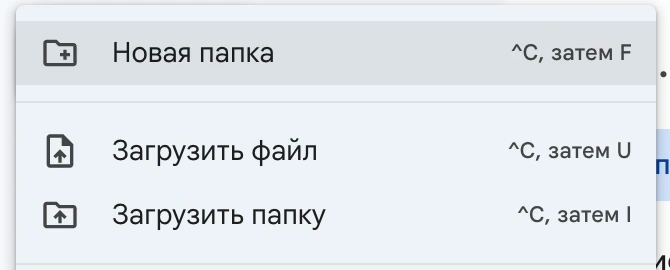 Новая папка ^C, затем F
Загрузить файл ^C, затем U
Загрузить папку ^C, затем I